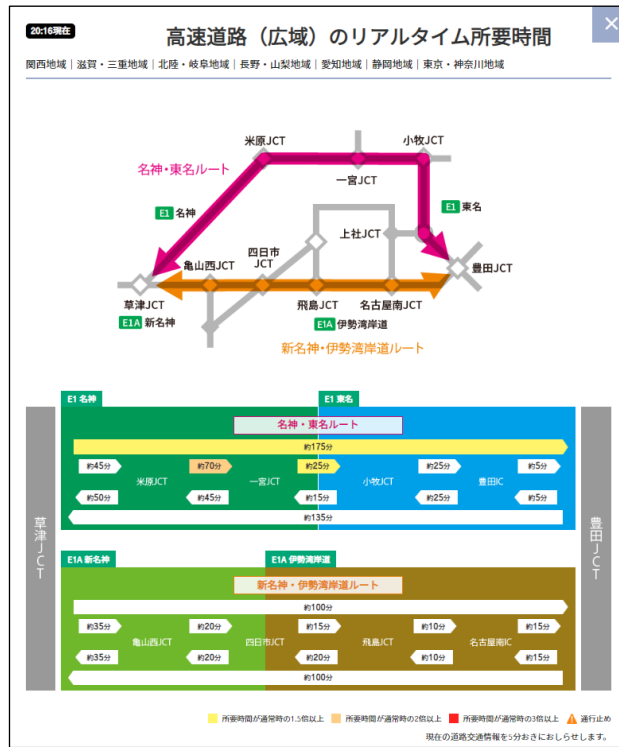 20:16現在
高速道路（広域）のリアルタイム所要時間
×
関西地域｜滋賀・三重地域｜北陸・岐阜地域｜長野・山梨地域｜愛知地域｜静岡地域｜東京・神奈川地域
米原JCT
小牧JCT
名神・東名ルート
一宮JCT
E1 名神
E1 東名
上社JCT
四日市
JCT
亀山西JCT
豊田JCT
草津JCT
飛島JCT
名古屋南JCT
E1A 新名神
E1A 伊勢湾岸道
新名神・伊勢湾岸道ルート
E1 名神
E1 東名
名神・東名ルート
約175分
約45分 約70分 約25分 約25分 約5分
米原JCT 一宮JCT 小牧JCT 豊田IC
約50分 約45分 約15分 約25分 約5分
約135分
草津JCT
豊田JCT
E1A 新名神
E1A 伊勢湾岸道
新名神・伊勢湾岸道ルート
約100分
約35分 約20分 約15分 約10分 約15分
亀山西JCT 四日市JCT 飛島JCT 名古屋南IC
約35分 約20分 約20分 約10分 約15分
約100分
所要時間が通常時の1.5倍以上 所要時間が通常時の2倍以上 所要時間が通常時の3倍以上 通行止め
現在の道路交通情報を5分おきにおしらせします。